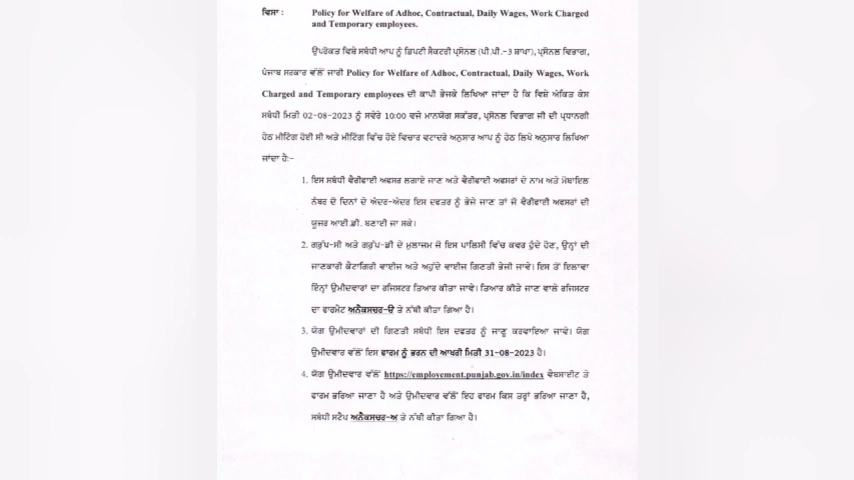 ਵਿਸਾ : Policy for Welfare of Adhoc, Contractual, Daily Wages, Work Charged
and Temporary employees.
ਉਪਰੋਕਤ ਵਿਸ਼ੇ ਸਬੰਧੀ ਆਪ ਨੂੰ ਡਿਪਟੀ ਸੈਕਟਰੀ ਪ੍ਰਸੋਨਲ (ਪੀ.ਪੀ.-3 ਸ਼ਾਖਾ), ਪ੍ਰਸੋਨਲ ਵਿਭਾਗ,
ਪੰਜਾਬ ਸਰਕਾਰ ਵੱਲੋਂ ਜਾਰੀ Policy for Welfare of Adhoc, Contractual, Daily Wages, Work
Charged and Temporary employees ਦੀ ਕਾਪੀ ਭੇਜਕੇ ਲਿਖਿਆ ਜਾਂਦਾ ਹੈ ਕਿ ਵਿਸ਼ੇ ਅੰਕਿਤ ਕੇਸ
ਸਬੰਧੀ ਮਿਤੀ 02-08-2023 ਨੂੰ ਸਵੇਰੇ 10:00 ਵਜੇ ਮਾਨਯੋਗ ਸਕੱਤਰ, ਪ੍ਰਸੋਨਲ ਵਿਭਾਗ ਜੀ ਦੀ ਪ੍ਰਧਾਨਗੀ
ਹੇਠ ਮੀਟਿੰਗ ਹੋਈ ਸੀ ਅਤੇ ਮੀਟਿੰਗ ਵਿੱਚ ਹੋਏ ਵਿਚਾਰ ਵਟਾਦਰੇ ਅਨੁਸਾਰ ਆਪ ਨੂੰ ਹੇਠ ਲਿਖੇ ਅਨੁਸਾਰ ਲਿਖਿਆ
ਜਾਂਦਾ ਹੈ:-
1. ਇਸ ਸਬੰਧੀ ਵੈਰੀਫਾਈ ਅਫਸਰ ਲਗਾਏ ਜਾਣ ਅਤੇ ਵੈਰੀਫਾਈ ਅਫਸਰਾਂ ਦੇ ਨਾਮ ਅਤੇ ਮੋਬਾਇਲ
ਨੰਬਰ ਦੋ ਦਿਨਾਂ ਦੇ ਅੰਦਰ-ਅੰਦਰ ਇਸ ਦਫਤਰ ਨੂੰ ਭੇਜੇ ਜਾਣ ਤਾਂ ਜੋ ਵੈਰੀਫਾਈ ਅਫਸਰਾਂ ਦੀ
ਯੂਜਰ ਆਈ.ਡੀ. ਬਣਾਈ ਜਾ ਸਕੇ।
2. ਗਰੁੱਪ-ਸੀ ਅਤੇ ਗਰੁੱਪ-ਡੀ ਦੇ ਮੁਲਾਜਮ ਜੋ ਇਸ ਪਾਲਿਸੀ ਵਿੱਚ ਕਵਰ ਹੁੰਦੇ ਹੋਣ, ਉਨ੍ਹਾਂ ਦੀ
ਜਾਣਕਾਰੀ ਕੈਟਾਗਿਰੀ ਵਾਈਜ ਅਤੇ ਅਹੁੱਦੇ ਵਾਈਜ ਗਿਣਤੀ ਭੇਜੀ ਜਾਵੇ। ਇਸ ਤੋਂ ਇਲਾਵਾ
ਇੰਨ੍ਹਾਂ ਉਮੀਦਵਾਰਾਂ ਦਾ ਰਜਿਸਟਰ ਤਿਆਰ ਕੀਤਾ ਜਾਵੇ। ਤਿਆਰ ਕੀਤੇ ਜਾਣ ਵਾਲੇ ਰਜਿਸਟਰ
ਦਾ ਫਾਰਮੈਟ ਅਨੈਕਸਚਰ-ੳ ਤੇ ਨੱਥੀ ਕੀਤਾ ਗਿਆ ਹੈ।
3. ਯੋਗ ਉਮੀਦਵਾਰਾਂ ਦੀ ਗਿਣਤੀ ਸਬੰਧੀ ਇਸ ਦਫਤਰ ਨੂੰ ਜਾਣੂ ਕਰਵਾਇਆ ਜਾਵੇ। ਯੋਗ
ਉਮੀਦਵਾਰ ਵੱਲੋਂ ਇਸ ਫਾਰਮ ਨੂੰ ਭਰਨ ਦੀ ਆਖਰੀ ਮਿਤੀ 31-08-2023 ਹੈ।
4. ਯੋਗ ਉਮੀਦਵਾਰ ਵੱਲੋਂ https://employement.punjab.gov.in/index ਵੈਬਸਾਈਟ ਤੇ
ਫਾਰਮ ਭਰਿਆ ਜਾਣਾ ਹੈ ਅਤੇ ਉਮੀਦਵਾਰ ਵੱਲੋਂ ਇਹ ਫਾਰਮ ਕਿਸ ਤਰ੍ਹਾਂ ਭਰਿਆ ਜਾਣਾ ਹੈ,
ਸਬੰਧੀ ਸਟੈਪ ਅਨੈਕਸਚਰ-ਅ ਤੇ ਨੱਥੀ ਕੀਤਾ ਗਿਆ ਹੈ।